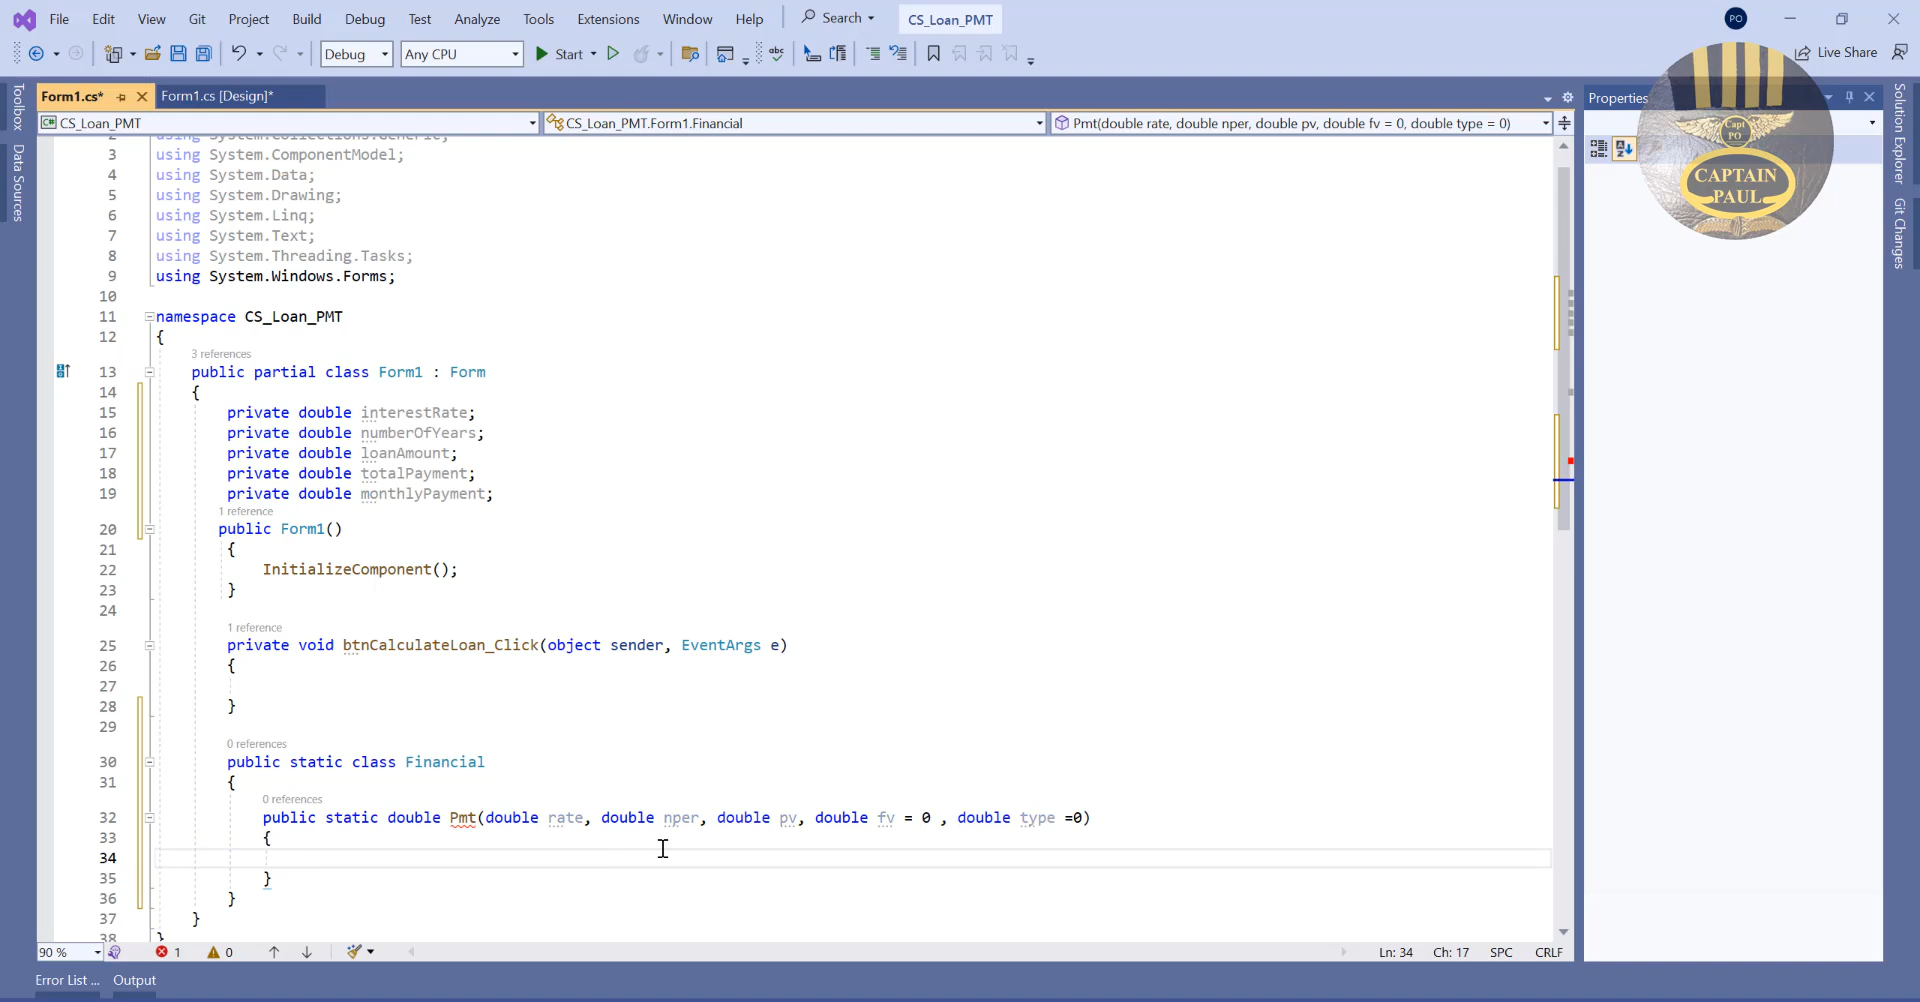 File Edit View Git Project Build Debug Test Analyze Tools Extensions Window Help Search CS_Loan_PMT PO
Debug Any CPU Start abc Live Share
Form1.cs* Form1.cs [Design]* Properties
CS_Loan_PMT CS_Loan_PMT.Form1.Financial Pmt(double rate, double nper, double pv, double fv = 0, double type = 0)
Toolbox
Data Sources
Solution Explorer
Git Changes
Capt
PO
CAPTAIN
PAUL
2 using System.Collections.Generic;
3 using System.ComponentModel;
4 using System.Data;
5 using System.Drawing;
6 using System.Linq;
7 using System.Text;
8 using System.Threading.Tasks;
9 using System.Windows.Forms;
10
11 namespace CS_Loan_PMT
12 {
3 references
13 public partial class Form1 : Form
14 {
15 private double interestRate;
16 private double numberOfYears;
17 private double loanAmount;
18 private double totalPayment;
19 private double monthlyPayment;
1 reference
20 public Form1()
21 {
22 InitializeComponent();
23 }
24
1 reference
25 private void btnCalculateLoan_Click(object sender, EventArgs e)
26 {
27
28 }
29
0 references
30 public static class Financial
31 {
0 references
32 public static double Pmt(double rate, double nper, double pv, double fv = 0 , double type =0)
33 {
34
35 }
36 }
37 }
38 }
90 % 1 0 Ln: 34 Ch: 17 SPC CRLF
Error List ... Output